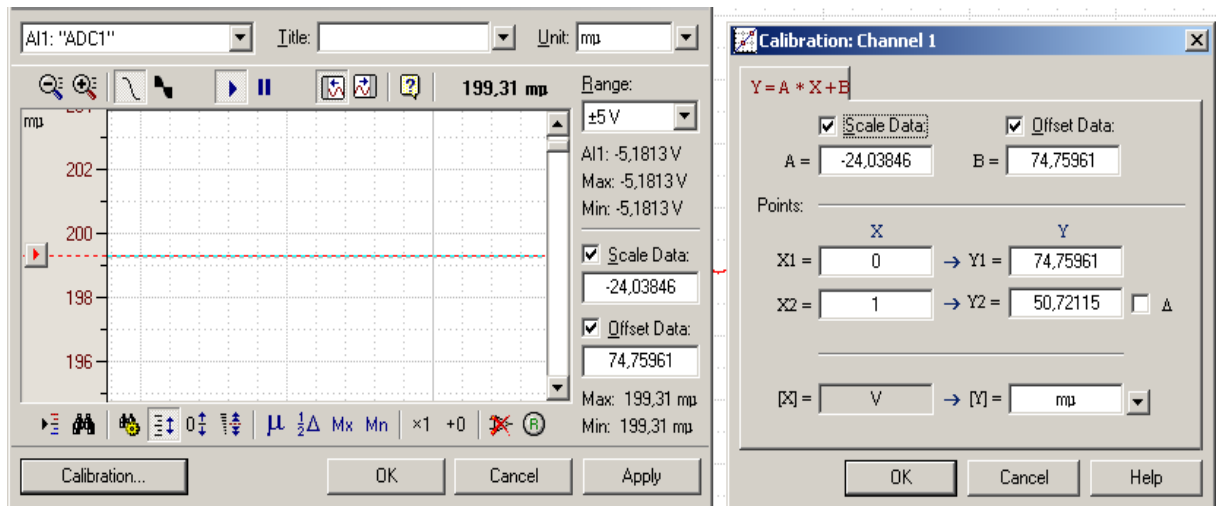 AI1: "ADC1" Title: Unit: mµ
199,31 mµ
mµ
202
200
198
196
Range:
±5 V
AI1: -5,1813 V
Max: -5,1813 V
Min: -5,1813 V
Scale Data:
-24,03846
Offset Data:
74,75961
Max: 199,31 mµ
Min: 199,31 mµ
0 µ ½Δ Mx Mn ×1 +0 R
Calibration... OK Cancel Apply
Calibration: Channel 1
Y=A*X+B
Scale Data: Offset Data:
A = -24,03846 B = 74,75961
Points:
X Y
X1 = 0 → Y1 = 74,75961
X2 = 1 → Y2 = 50,72115 Δ
[X] = V → [Y] = mµ
OK Cancel Help